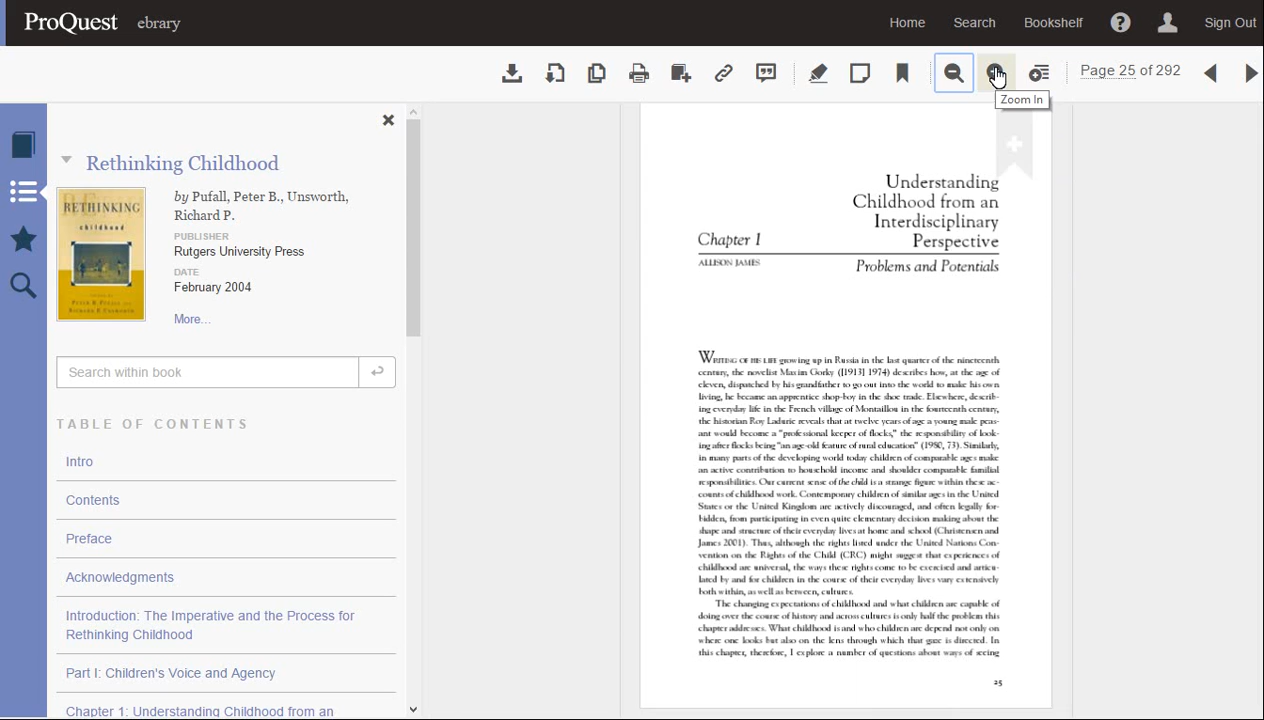 ProQuest ebrary Home Search Bookshelf ? Sign Out
Page 25 of 292
Zoom In
Rethinking Childhood
RETHINKING
childhood
by Pufall, Peter B., Unsworth,
Richard P.
PUBLISHER
Rutgers University Press
DATE
February 2004
More...
Search within book
TABLE OF CONTENTS
Intro
Contents
Preface
Acknowledgments
Introduction: The Imperative and the Process for
Rethinking Childhood
Part I: Children's Voice and Agency
Chapter 1: Understanding Childhood from an
Understanding
Childhood from an
Interdisciplinary
Chapter 1 Perspective
ALLISON JAMES Problems and Potentials
WRITING OF HIS LIFE growing up in Russia in the last quarter of the nineteenth
century, the novelist Maxim Gorky ([1913] 1974) describes how, at the age of
eleven, dispatched by his grandfather to go out into the world to make his own
living, he became an apprentice shop-boy in the shoe trade. Elsewhere, describ-
ing everyday life in the French village of Montaillou in the fourteenth century,
the historian Roy Ladurie reveals that at twelve years of age a young male peas-
ant would become a "professional keeper of flocks," the responsibility of look-
ing after flocks being "an age-old feature of rural education" (1980, 73). Similarly,
in many parts of the developing world today children of comparable ages make
an active contribution to household income and shoulder comparable familial
responsibilities. Our current sense of the child is a strange figure within these ac-
counts of childhood work. Contemporary children of similar ages in the United
States or the United Kingdom are actively discouraged, and often legally for-
bidden, from participating in even quite elementary decision making about the
shape and structure of their everyday lives at home and school (Christensen and
James 2001). Thus, although the rights listed under the United Nations Con-
vention on the Rights of the Child (CRC) might suggest that experiences of
childhood are universal, the ways these rights come to be exercised and articu-
lated by and for children in the course of their everyday lives vary extensively
both within, as well as between, cultures.
The changing expectations of childhood and what children are capable of
doing over the course of history and across cultures is only half the problem this
chapter addresses. What childhood is and who children are depend not only on
where one looks but also on the lens through which that gaze is directed. In
this chapter, therefore, I explore a number of questions about ways of seeing
25